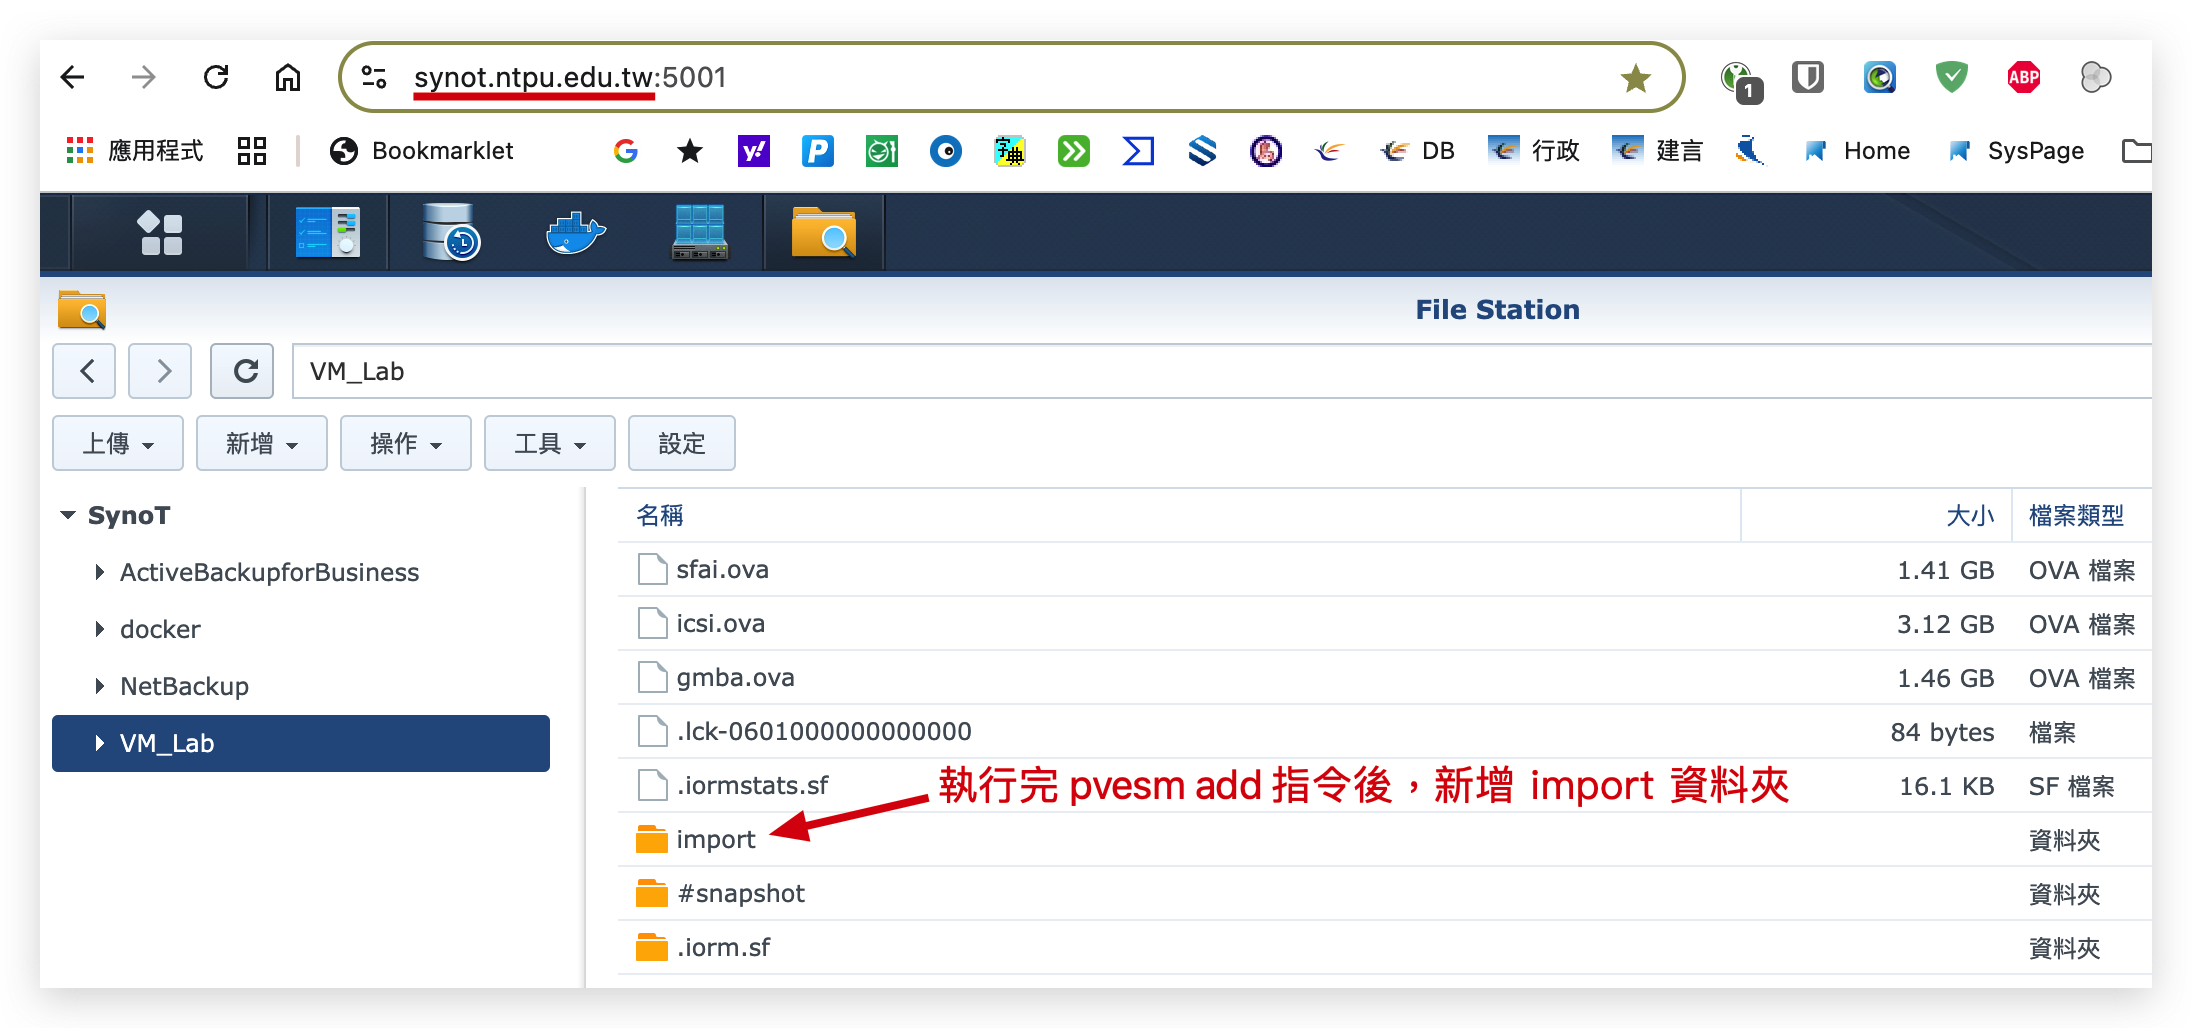 synot.ntpu.edu.tw:5001
1
ABP
應用程式
Bookmarklet
G
y!
P
字典
DB
行政
建言
Home
SysPage
File Station
VM_Lab
上傳
新增
操作
工具
設定
SynoT
ActiveBackupforBusiness
docker
NetBackup
VM_Lab
名稱 大小 檔案類型
sfai.ova 1.41 GB OVA 檔案
icsi.ova 3.12 GB OVA 檔案
gmba.ova 1.46 GB OVA 檔案
.lck-0601000000000000 84 bytes 檔案
.iormstats.sf 16.1 KB SF 檔案
執行完 pvesm add 指令後，新增 import 資料夾
import 資料夾
#snapshot 資料夾
.iorm.sf 資料夾